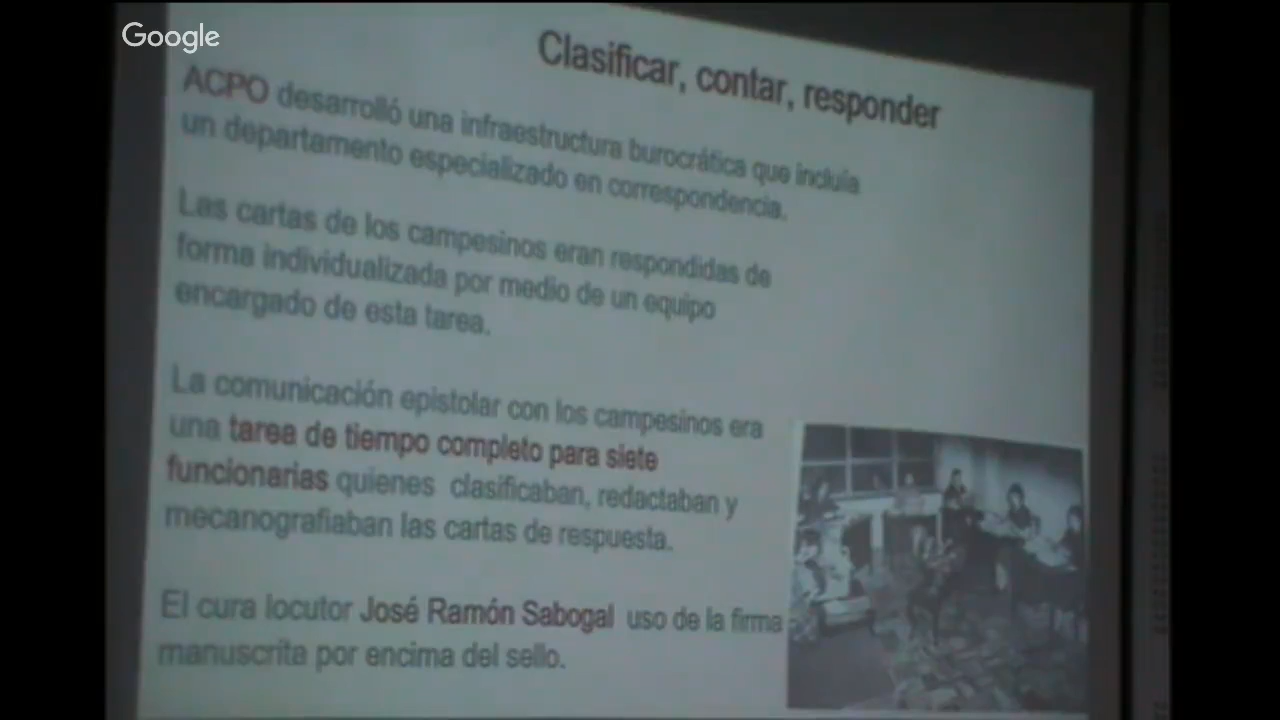 Google
Clasificar, contar, responder
ACPO desarrolló una infraestructura burocrática que incluía
un departamento especializado en correspondencia.
Las cartas de los campesinos eran respondidas de
forma individualizada por medio de un equipo
encargado de esta tarea.
La comunicación epistolar con los campesinos era
una tarea de tiempo completo para siete
funcionarias quienes clasificaban, redactaban y
mecanografiaban las cartas de respuesta.
El cura locutor José Ramón Sabogal uso de la firma
manuscrita por encima del sello.